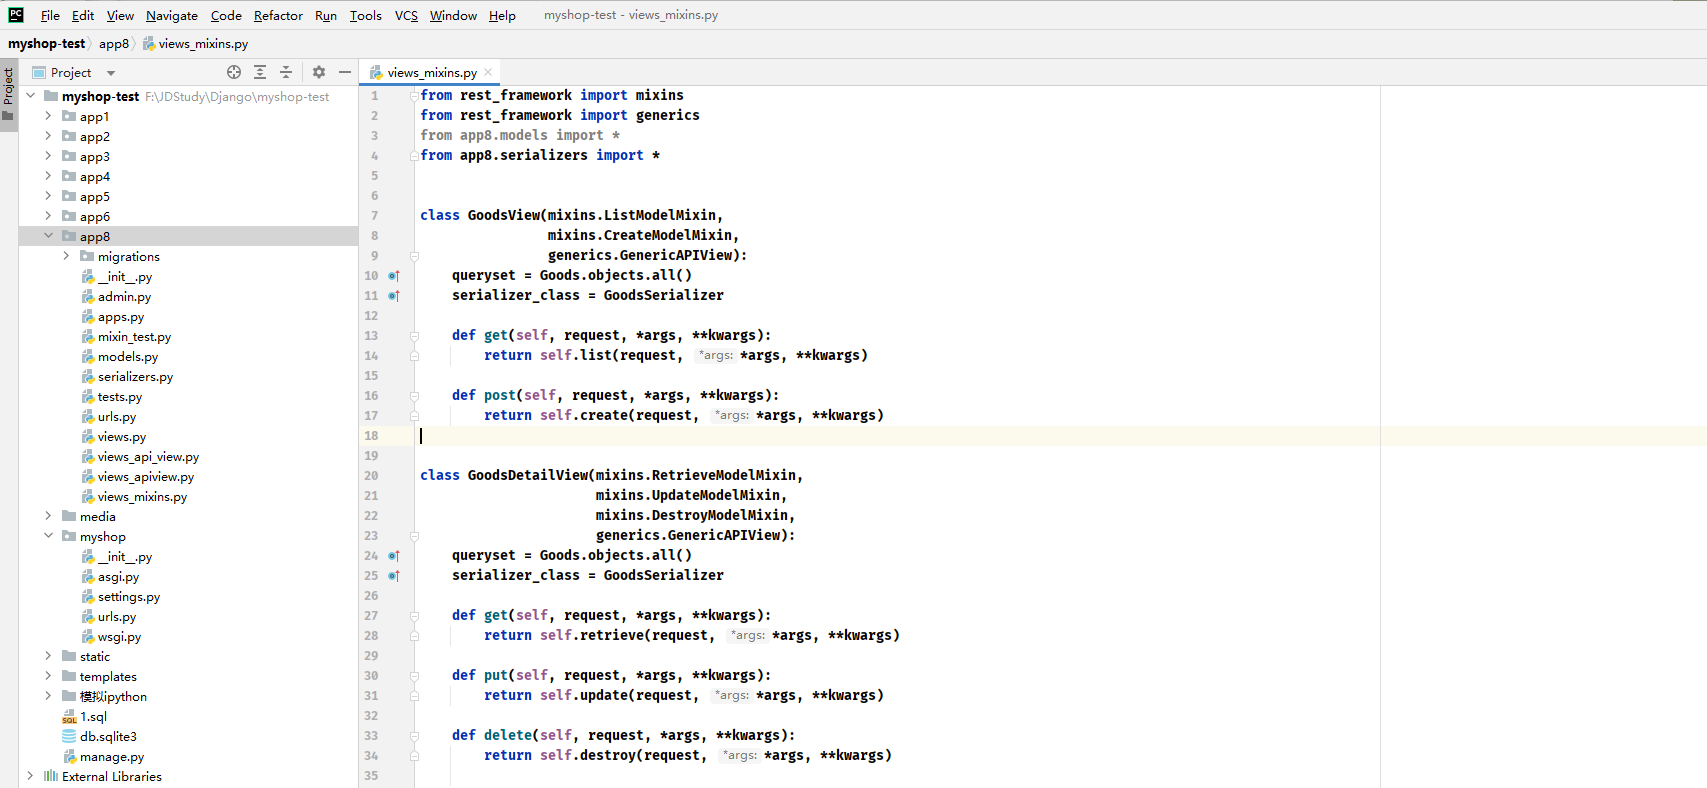 PC File Edit View Navigate Code Refactor Run Tools VCS Window Help myshop-test - views_mixins.py
myshop-test app8 views_mixins.py
Project
Project
myshop-test F:\JDStudy\Django\myshop-test
app1
app2
app3
app4
app5
app6
app8
migrations
__init__.py
admin.py
apps.py
mixin_test.py
models.py
serializers.py
tests.py
urls.py
views.py
views_api_view.py
views_apiview.py
views_mixins.py
media
myshop
__init__.py
asgi.py
settings.py
urls.py
wsgi.py
static
templates
模拟ipython
SQL 1.sql
db.sqlite3
manage.py
External Libraries
views_mixins.py
1 from rest_framework import mixins
2 from rest_framework import generics
3 from app8.models import *
4 from app8.serializers import *
5
6
7 class GoodsView(mixins.ListModelMixin,
8 mixins.CreateModelMixin,
9 generics.GenericAPIView):
10 queryset = Goods.objects.all()
11 serializer_class = GoodsSerializer
12
13 def get(self, request, *args, **kwargs):
14 return self.list(request, *args: *args, **kwargs)
15
16 def post(self, request, *args, **kwargs):
17 return self.create(request, *args: *args, **kwargs)
18
19
20 class GoodsDetailView(mixins.RetrieveModelMixin,
21 mixins.UpdateModelMixin,
22 mixins.DestroyModelMixin,
23 generics.GenericAPIView):
24 queryset = Goods.objects.all()
25 serializer_class = GoodsSerializer
26
27 def get(self, request, *args, **kwargs):
28 return self.retrieve(request, *args: *args, **kwargs)
29
30 def put(self, request, *args, **kwargs):
31 return self.update(request, *args: *args, **kwargs)
32
33 def delete(self, request, *args, **kwargs):
34 return self.destroy(request, *args: *args, **kwargs)
35